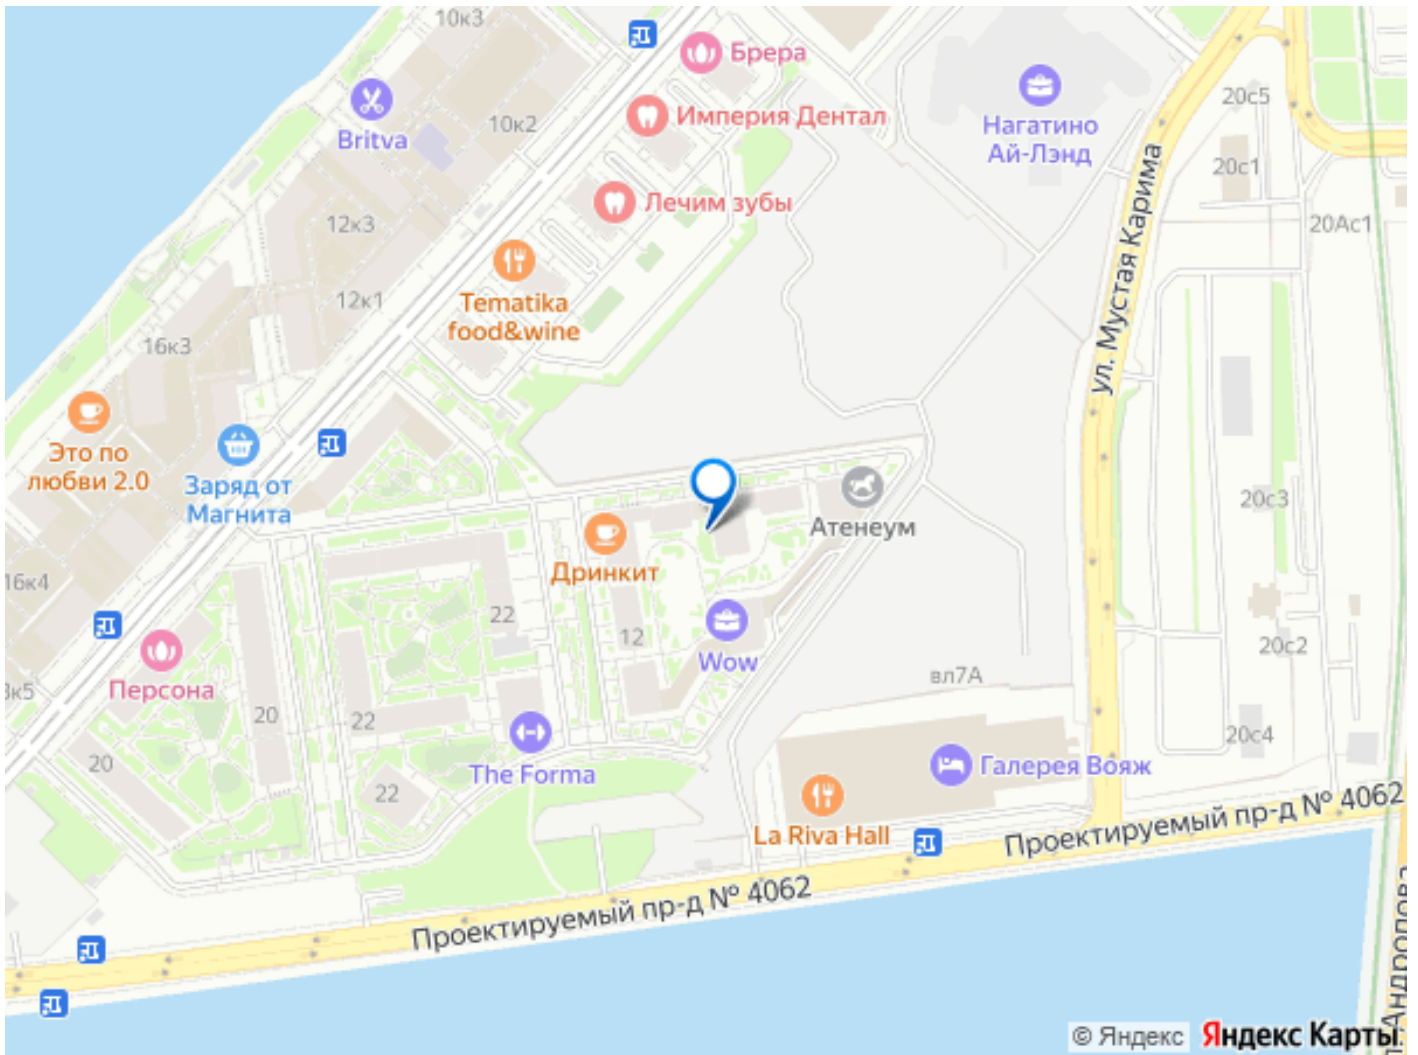 10к3
Брера
Britva
10к2
Империя Дентал
Нагатино
Ай-Лэнд
20с5
20с1
Лечим зубы
20Ас1
12к3
ул. Мустая Карима
12к1
Tematika
food&wine
16к3
Это по
любви 2.0
Заряд от
Магнита
20с3
Атенеум
Дринкит
16к4
22
12
Wow
20с2
Персона
к5
вл7А
20
22
20
The Forma
22
Галерея Вояж
20с4
La Riva Hall
Проектируемый пр-д № 4062
Проектируемый пр-д № 4062
Андропова
© Яндекс Яндекс Карты